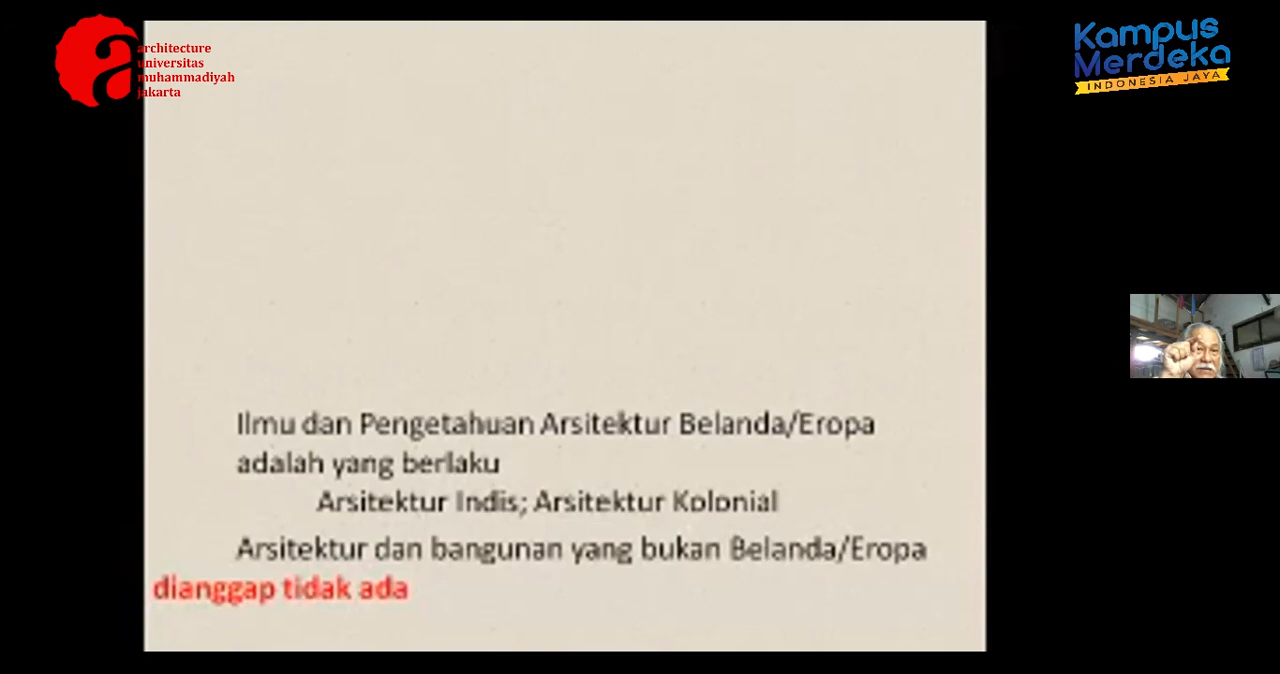 architecture
universitas
muhammadiyah
jakarta
Kampus
Merdeka
INDONESIA JAYA
Ilmu dan Pengetahuan Arsitektur Belanda/Eropa
adalah yang berlaku
Arsitektur Indis; Arsitektur Kolonial
Arsitektur dan bangunan yang bukan Belanda/Eropa
dianggap tidak ada